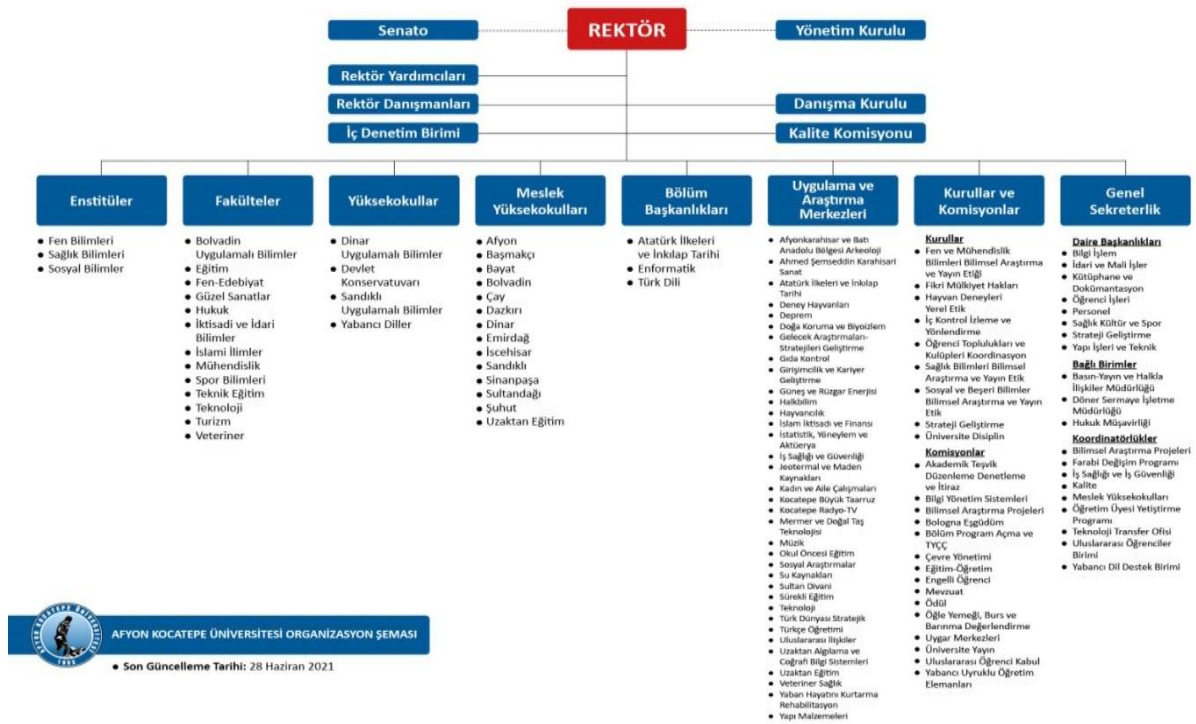 Senato
REKTÖR
Yönetim Kurulu
Rektör Yardımcıları
Rektör Danışmanları
Danışma Kurulu
İç Denetim Birimi
Kalite Komisyonu
Enstitüler
• Fen Bilimleri
• Sağlık Bilimleri
• Sosyal Bilimler
Fakülteler
• Bolvadin
Uygulamalı Bilimler
• Eğitim
• Fen-Edebiyat
• Güzel Sanatlar
• Hukuk
• İktisadi ve İdari
Bilimler
• İslami İlimler
• Mühendislik
• Spor Bilimleri
• Teknik Eğitim
• Teknoloji
• Turizm
• Veteriner
Yüksekokullar
• Dinar
Uygulamalı Bilimler
• Devlet
Konservatuvarı
• Sandıklı
Uygulamalı Bilimler
• Yabancı Diller
Meslek
Yüksekokulları
• Afyon
• Başmakçı
• Bayat
• Bolvadin
• Çay
• Dazkırı
• Dinar
• Emirdağ
• İscehisar
• Sandıklı
• Sinanpaşa
• Sultandağı
• Şuhut
• Uzaktan Eğitim
Bölüm
Başkanlıkları
• Atatürk İlkeleri
ve İnkılap Tarihi
• Enformatik
• Türk Dili
Uygulama ve
Araştırma
Merkezleri
• Afyonkarahisar ve Batı
Anadolu Bölgesi Arkeoloji
• Ahmed Şemseddin Karahisari
Sanat
• Atatürk İlkeleri ve İnkılap
Tarihi
• Deney Hayvanları
• Deprem
• Doğa Koruma ve Biyoizlem
• Gelecek Araştırmaları-
Stratejileri Geliştirme
• Gıda Kontrol
• Girişimcilik ve Kariyer
Geliştirme
• Güneş ve Rüzgar Enerjisi
• Halkbilim
• Hayvancılık
• İslam İktisadı ve Finansı
• İstatistik, Yöneylem ve
Aktüerya
• İş Sağlığı ve Güvenliği
• Jeotermal ve Maden
Kaynakları
• Kadın ve Aile Çalışmaları
• Kocatepe Büyük Taarruz
• Kocatepe Radyo-TV
• Mermer ve Doğal Taş
Teknolojisi
• Müzik
• Okul Öncesi Eğitim
• Sosyal Araştırmalar
• Su Kaynakları
• Sultan Divani
• Sürekli Eğitim
• Teknoloji
• Türk Dünyası Stratejik
• Türkçe Öğretimi
• Uluslararası İlişkiler
• Uzaktan Algılama ve
Coğrafi Bilgi Sistemleri
• Uzaktan Eğitim
• Veteriner Sağlık
• Yaban Hayatını Kurtarma
Rehabilitasyon
• Yapı Malzemeleri
Kurullar ve
Komisyonlar
Kurullar
• Fen ve Mühendislik
Bilimleri Bilimsel Araştırma
ve Yayın Etiği
• Fikri Mülkiyet Hakları
• Hayvan Deneyleri
Yerel Etik
• İç Kontrol İzleme ve
Yönlendirme
• Öğrenci Toplulukları ve
Kulüpleri Koordinasyon
• Sağlık Bilimleri Bilimsel
Araştırma ve Yayın Etik
• Sosyal ve Beşeri Bilimler
Bilimsel Araştırma ve Yayın
Etik
• Strateji Geliştirme
• Üniversite Disiplin
Komisyonlar
• Akademik Teşvik
Düzenleme Denetleme
ve İtiraz
• Bilgi Yönetim Sistemleri
• Bilimsel Araştırma Projeleri
• Bologna Eşgüdüm
• Bölüm Program Açma ve
TYÇÇ
• Çevre Yönetimi
• Eğitim-Öğretim
• Engelli Öğrenci
• Mevzuat
• Ödül
• Öğle Yemeği, Burs ve
Barınma Değerlendirme
• Uygar Merkezleri
• Üniversite Yayın
• Uluslararası Öğrenci Kabul
• Yabancı Uyruklu Öğretim
Elemanları
Genel
Sekreterlik
Daire Başkanlıkları
• Bilgi İşlem
• İdari ve Mali İşler
• Kütüphane ve
Dokümantasyon
• Öğrenci İşleri
• Personel
• Sağlık Kültür ve Spor
• Strateji Geliştirme
• Yapı İşleri ve Teknik
Bağlı Birimler
• Basın-Yayın ve Halkla
İlişkiler Müdürlüğü
• Döner Sermaye İşletme
Müdürlüğü
• Hukuk Müşavirliği
Koordinatörlükler
• Bilimsel Araştırma Projeleri
• Farabi Değişim Programı
• İş Sağlığı ve İş Güvenliği
• Kalite
• Meslek Yüksekokulları
• Öğretim Üyesi Yetiştirme
Programı
• Teknoloji Transfer Ofisi
• Uluslararası Öğrenciler
Birimi
• Yabancı Dil Destek Birimi
AFYON KOCATEPE ÜNİVERSİTESİ
1992
AFYON KOCATEPE ÜNİVERSİTESİ ORGANİZASYON ŞEMASI
• Son Güncelleme Tarihi: 28 Haziran 2021